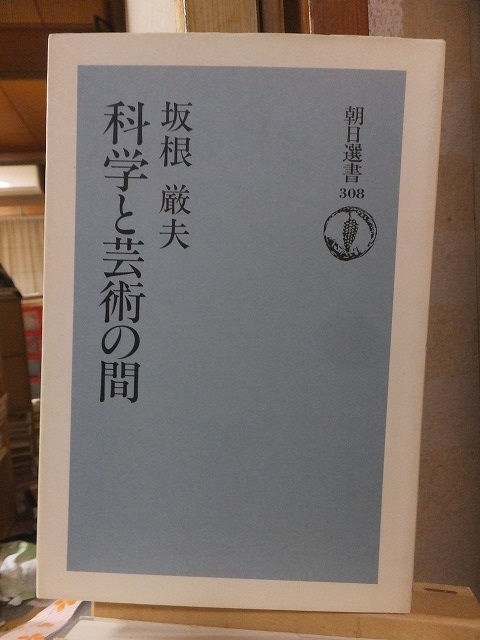 朝日選書
308
坂根 厳夫
科学と芸術の間